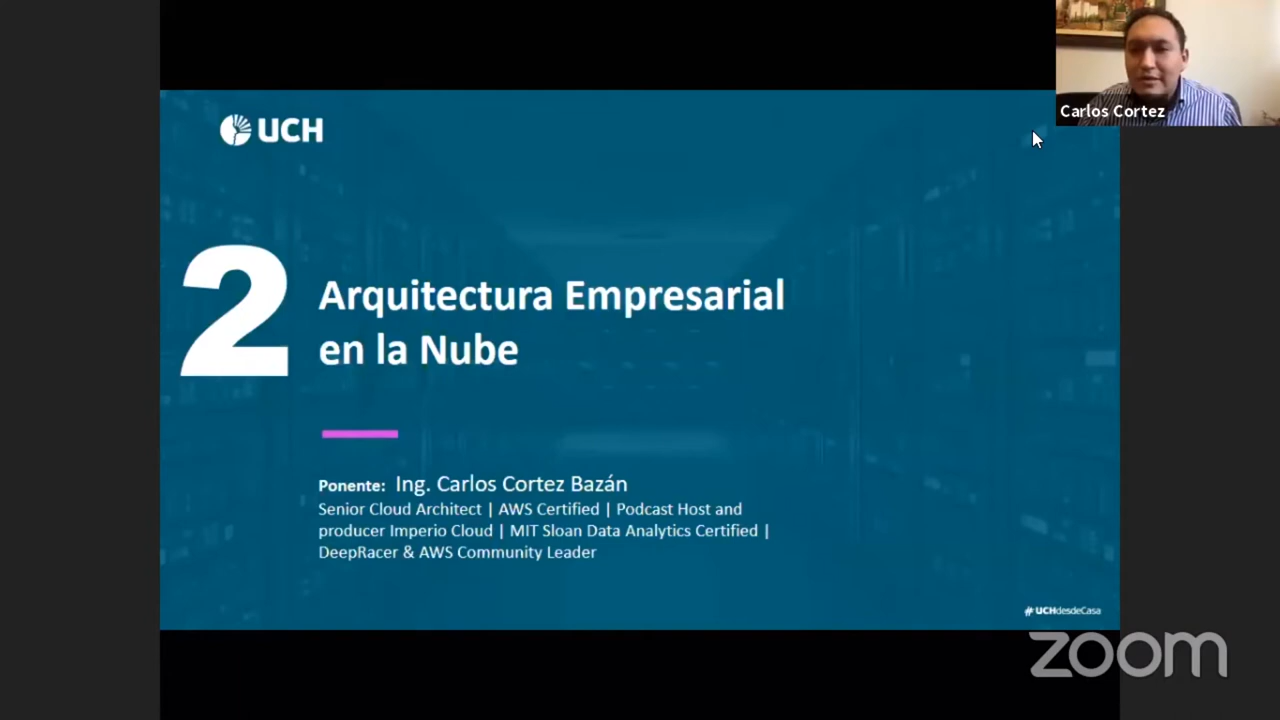 UCH
Carlos Cortez
2
Arquitectura Empresarial
en la Nube
Ponente: Ing. Carlos Cortez Bazán
Senior Cloud Architect | AWS Certified | Podcast Host and
producer Imperio Cloud | MIT Sloan Data Analytics Certified |
DeepRacer & AWS Community Leader
#UCHdesdeCasa
zoom